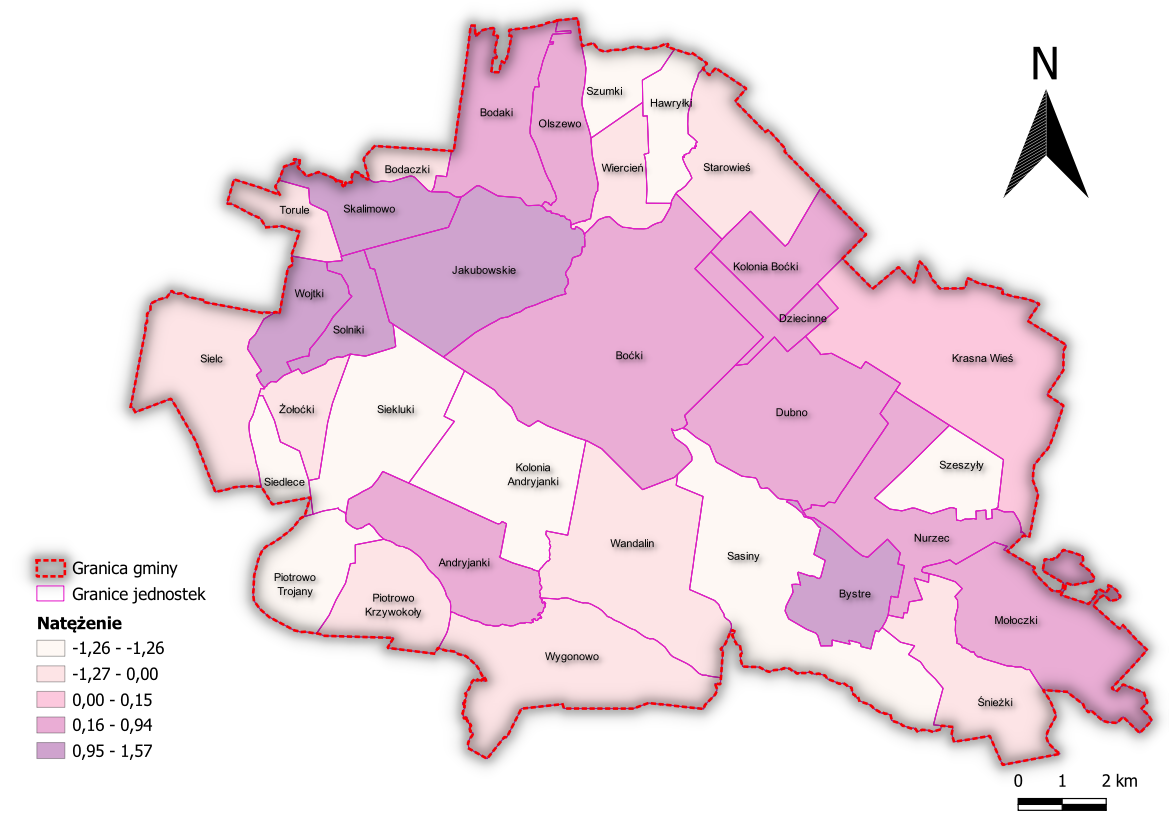 N
Szumki
Hawryłki
Bodaki
Olszewo
Wiercień
Starowieś
Bodaczki
Torule
Skalimowo
Jakubowskie
Kolonia Boćki
Wojtki
Solniki
Dziecinne
Sielc
Boćki
Krasna Wieś
Żołoćki
Siekluki
Dubno
Siedlece
Kolonia
Andryjanki
Szeszyły
Wandalin
Sasiny
Nurzec
Andryjanki
Piotrowo
Trojany
Piotrowo
Krzywokoły
Bystre
Mołoczki
Wygonowo
Śnieżki
Granica gminy
Granice jednostek
Natężenie
-1,26 - -1,26
-1,27 - 0,00
0,00 - 0,15
0,16 - 0,94
0,95 - 1,57
0 1 2 km